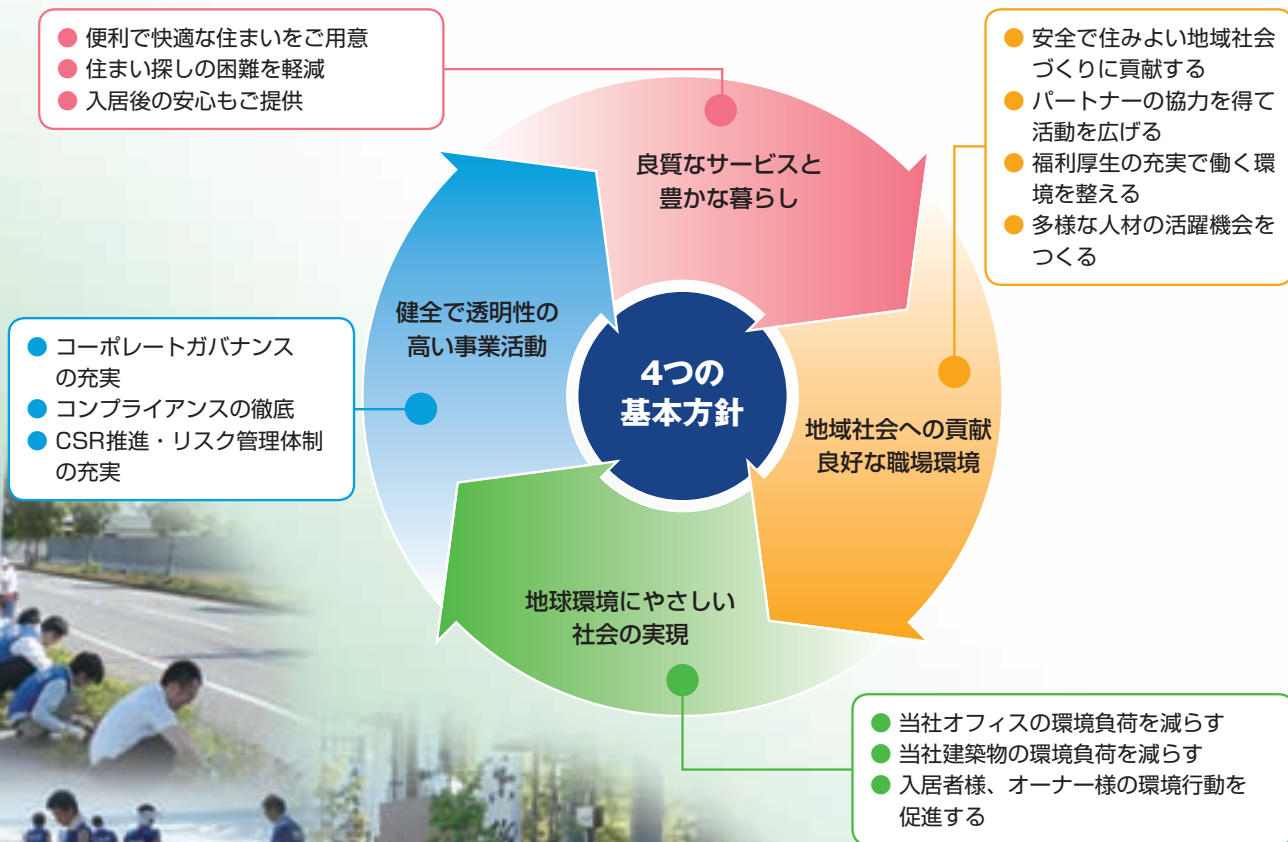 便利で快適な住まいをご用意
住まい探しの困難を軽減
入居後の安心もご提供
安全で住みよい地域社会
づくりに貢献する
パートナーの協力を得て
活動を広げる
福利厚生の充実で働く環
境を整える
多様な人材の活躍機会を
つくる
良質なサービスと
豊かな暮らし
健全で透明性の
高い事業活動
コーポレートガバナンス
の充実
コンプライアンスの徹底
CSR推進・リスク管理体制
の充実
4つの
基本方針
地域社会への貢献
良好な職場環境
地球環境にやさしい
社会の実現
当社オフィスの環境負荷を減らす
当社建築物の環境負荷を減らす
入居者様、オーナー様の環境行動を
促進する